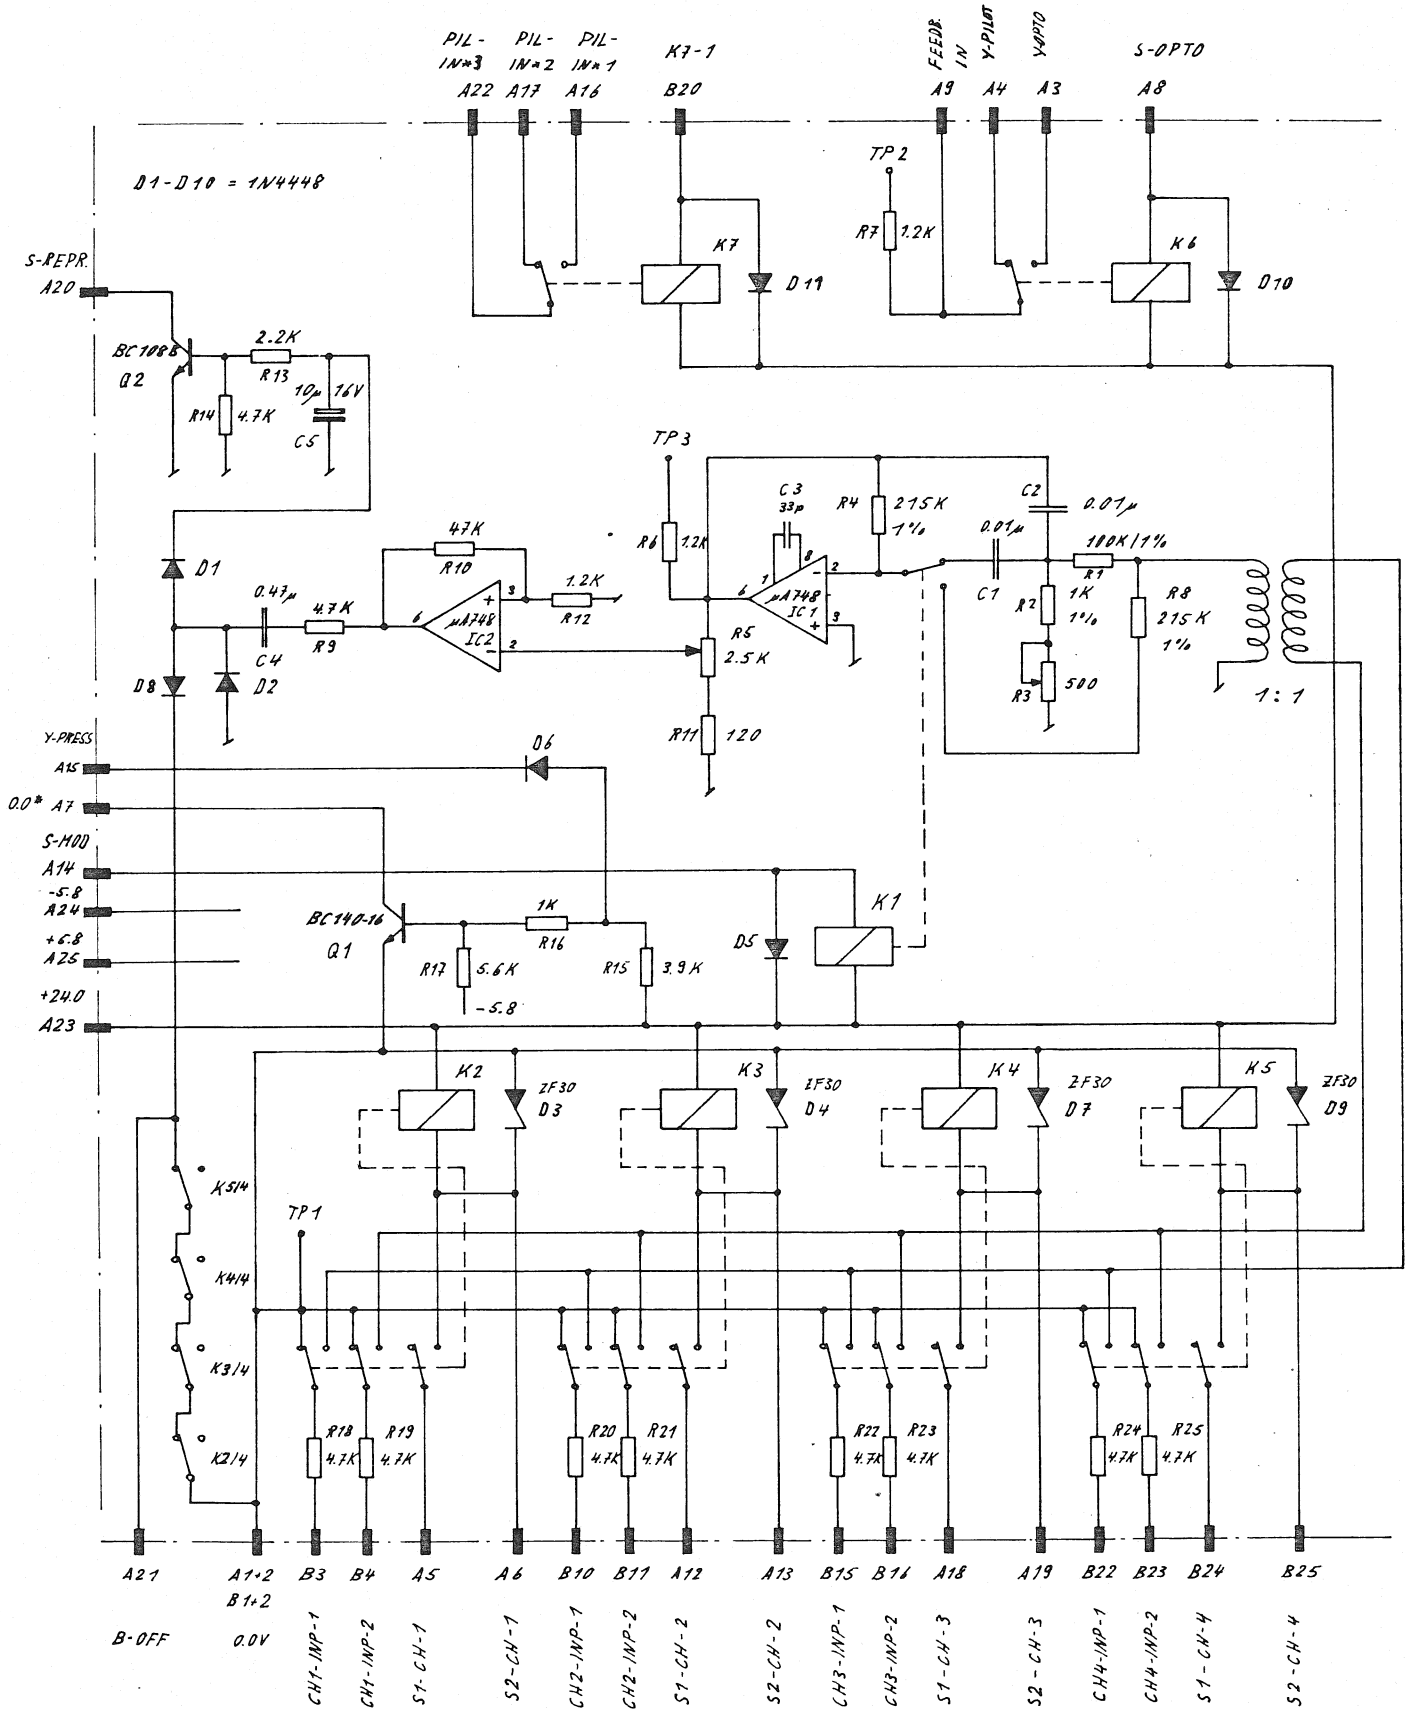 PIL-
IN*3
A22
PIL-
IN*2
A17
PIL-
IN*1
A16
K7-1
B20
FEEDB.
IN
A9
Y-PILOT
A4
Y-OPTO
A3
S-OPTO
A8
D1-D10 = 1N4448
TP2
R7 1.2K
K7
D11
K6
D10
S-REPR.
A20
BC108B
Q2
2.2K
R13
10µ 16V
C5
R14 4.7K
TP3
R6 1.2K
C3
33p
R4 215K
1%
C2
0.01µ
0.01µ
C1
100K/1%
R1
R2
1K
1%
R8
215K
1%
R3 500
1:1
1
8
2
6
3
-
+
µA748
IC1
R5
2.5K
R11 120
47K
R10
1.2K
R12
6
3
2
+
-
µA748
IC2
D1
0.47µ
C4
4.7K
R9
D8
D2
Y-PRESS
A15
D6
0.0* A7
S-MOD
A14
-5.8
A24
+5.8
A25
+24.0
A23
BC140-16
Q1
1K
R16
R17 5.6K
-5.8
R15 3.9K
D5
K1
K2
ZF30
D3
K3
ZF30
D4
K4
ZF30
D7
K5
ZF30
D9
K5/4
K4/4
K3/4
K2/4
TP1
R18
4.7K
R19
4.7K
R20
4.7K
R21
4.7K
R22
4.7K
R23
4.7K
R24
4.7K
R25
4.7K
A21
B-OFF
A1+2
B1+2
0.0V
B3
CH1-INP-1
B4
CH1-INP-2
A5
S1-CH-1
A6
S2-CH-1
B10
CH2-INP-1
B11
CH2-INP-2
A12
S1-CH-2
A13
S2-CH-2
B15
CH3-INP-1
B16
CH3-INP-2
A18
S1-CH-3
A19
S2-CH-3
B22
CH4-INP-1
B23
CH4-INP-2
B24
S1-CH-4
B25
S2-CH-4